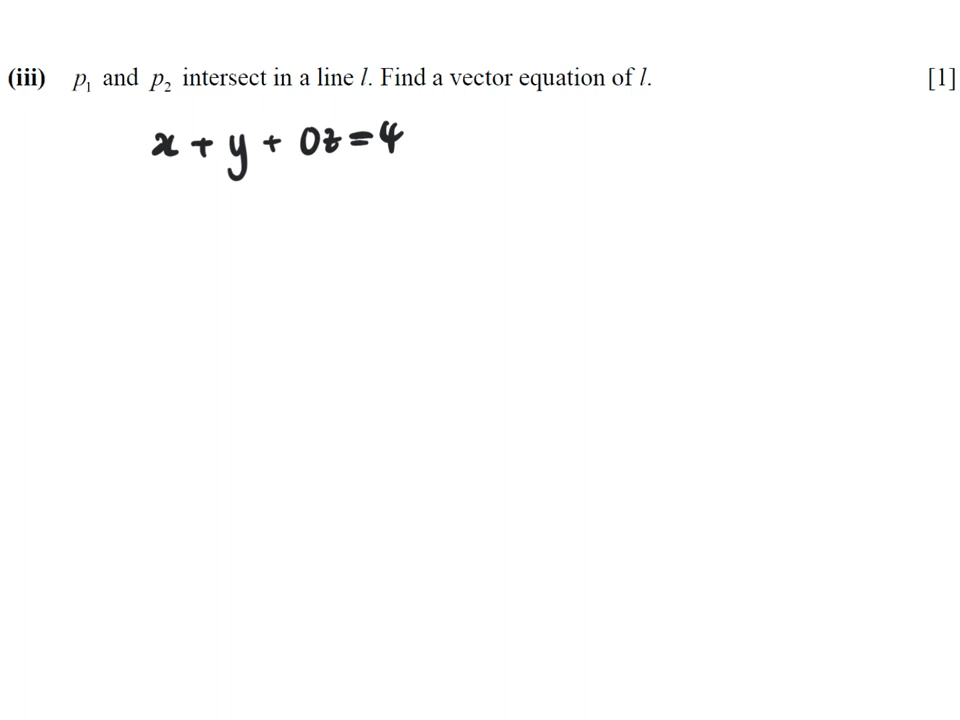 (iii) p₁ and p₂ intersect in a line l. Find a vector equation of l. [1]
x + y + 0z = 4